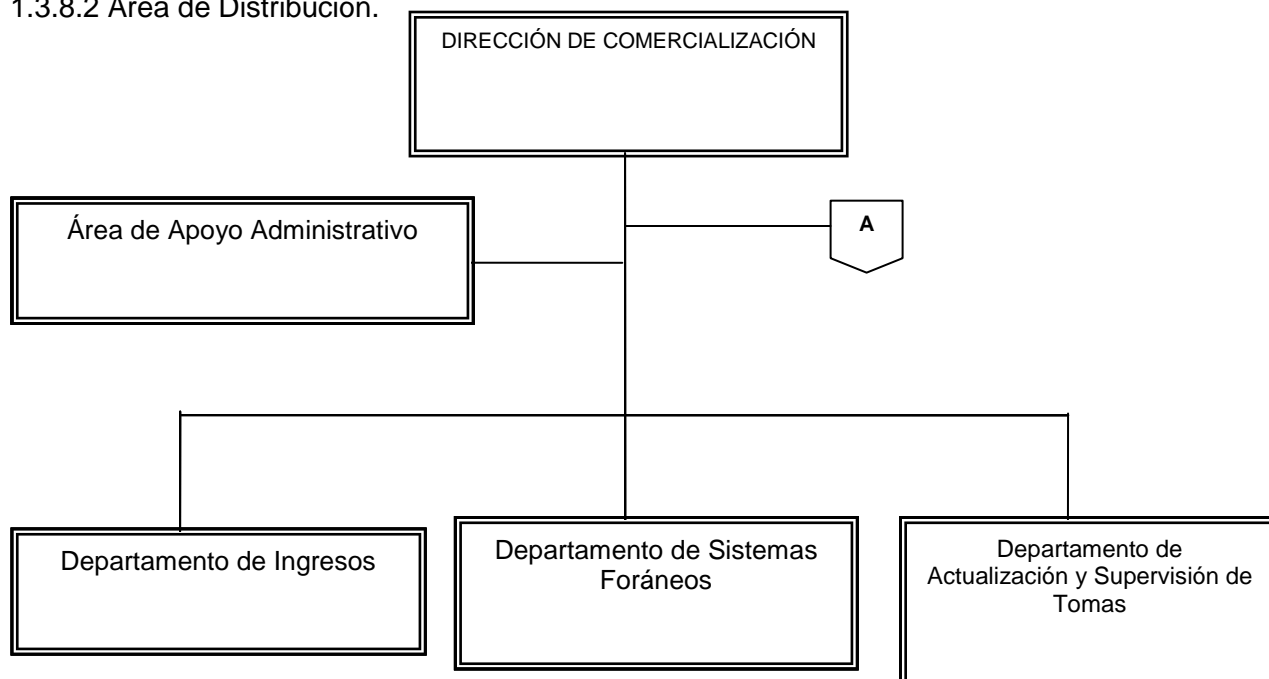 1.3.8.2 Área de Distribución.
DIRECCIÓN DE COMERCIALIZACIÓN
Área de Apoyo Administrativo
A
Departamento de Ingresos
Departamento de Sistemas
Foráneos
Departamento de
Actualización y Supervisión de
Tomas